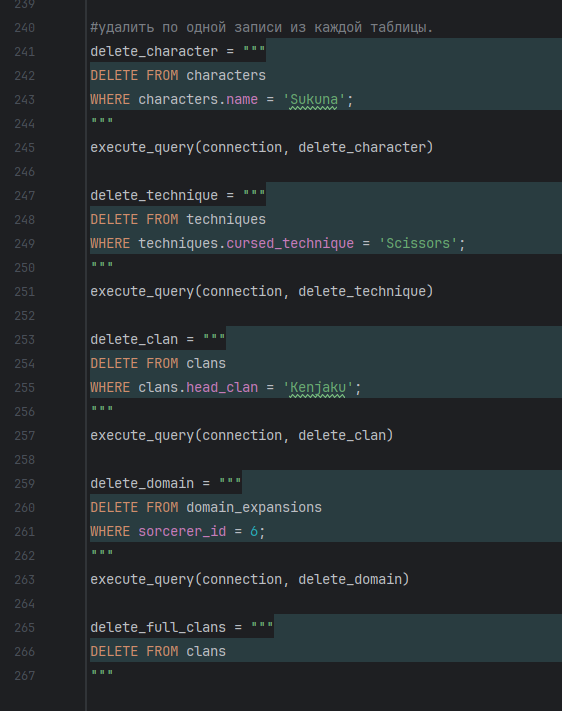 239
240 #удалить по одной записи из каждой таблицы.
241 delete_character = """
242 DELETE FROM characters
243 WHERE characters.name = 'Sukuna';
244 """
245 execute_query(connection, delete_character)
246
247 delete_technique = """
248 DELETE FROM techniques
249 WHERE techniques.cursed_technique = 'Scissors';
250 """
251 execute_query(connection, delete_technique)
252
253 delete_clan = """
254 DELETE FROM clans
255 WHERE clans.head_clan = 'Kenjaku';
256 """
257 execute_query(connection, delete_clan)
258
259 delete_domain = """
260 DELETE FROM domain_expansions
261 WHERE sorcerer_id = 6;
262 """
263 execute_query(connection, delete_domain)
264
265 delete_full_clans = """
266 DELETE FROM clans
267 """